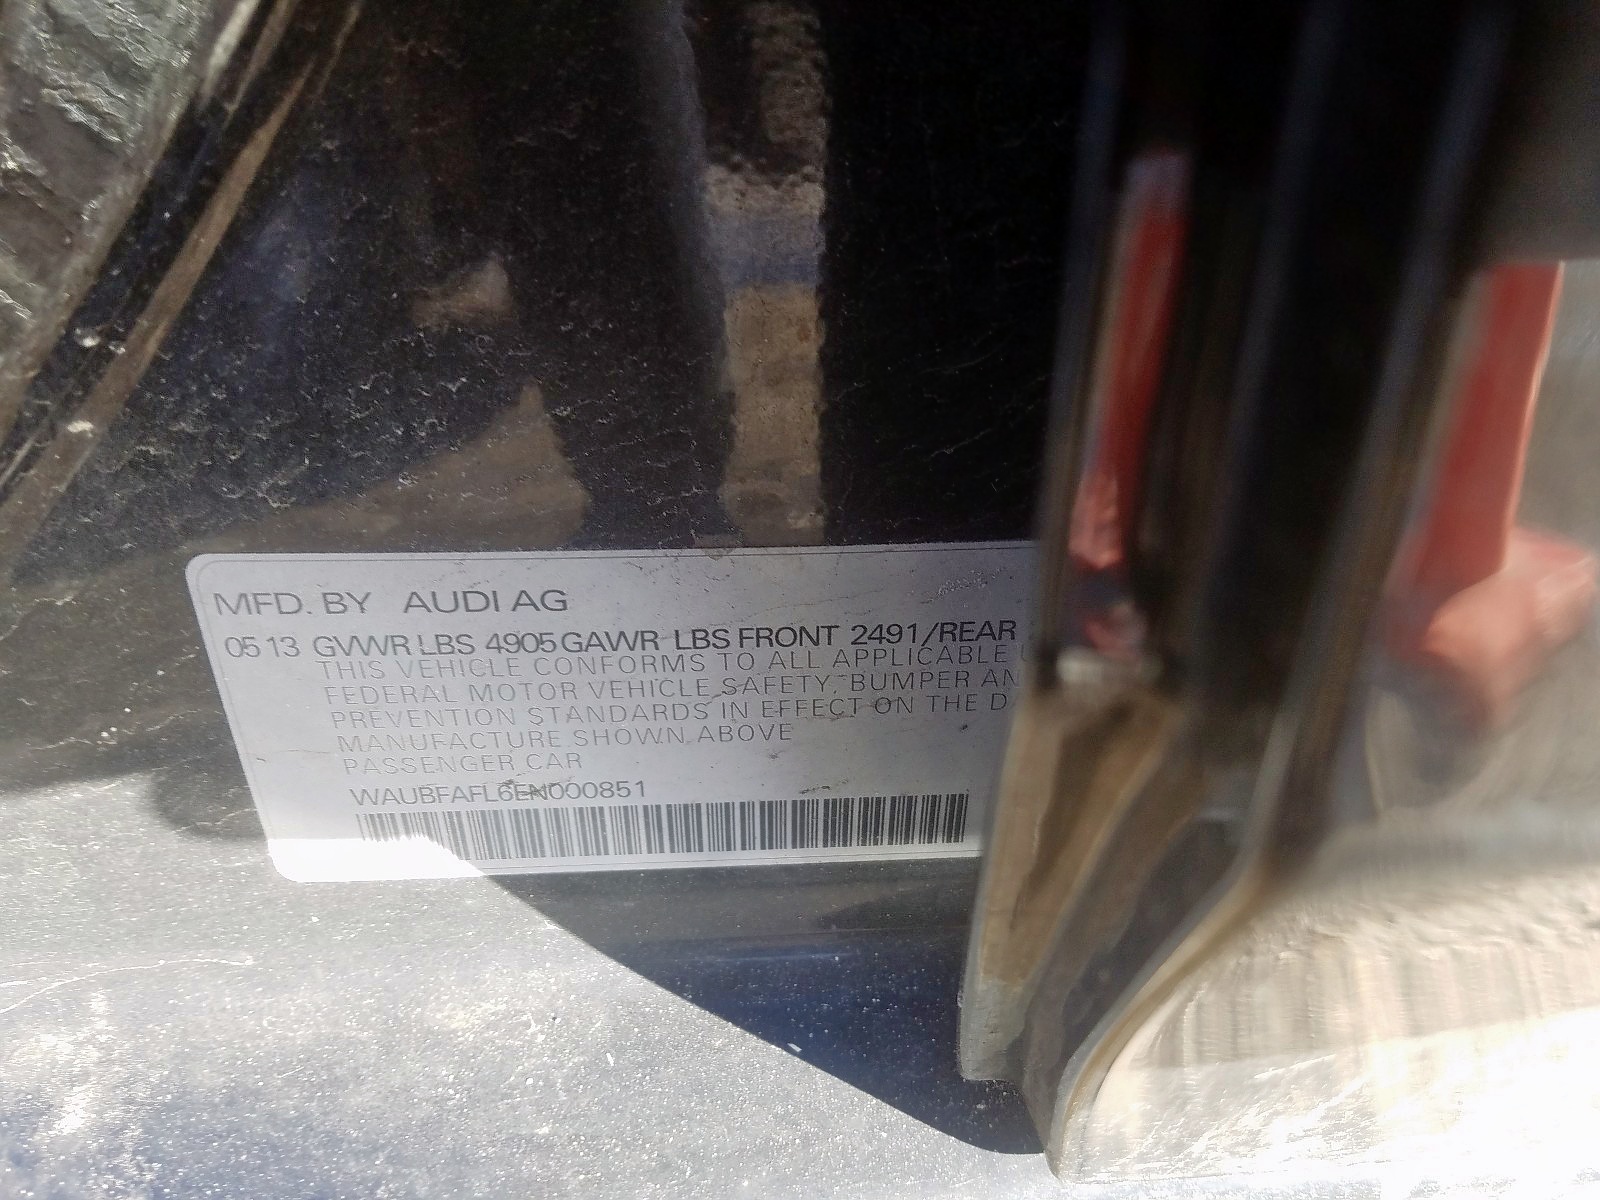 MFD. BY AUDI AG
05 13 GVWR LBS 4905 GAWR LBS FRONT 2491/REAR
THIS VEHICLE CONFORMS TO ALL APPLICABLE
FEDERAL MOTOR VEHICLE SAFETY, BUMPER
PREVENTION STANDARDS IN EFFECT ON THE
MANUFACTURE SHOWN ABOVE
PASSENGER CAR
WAUBFAFL6EN000851